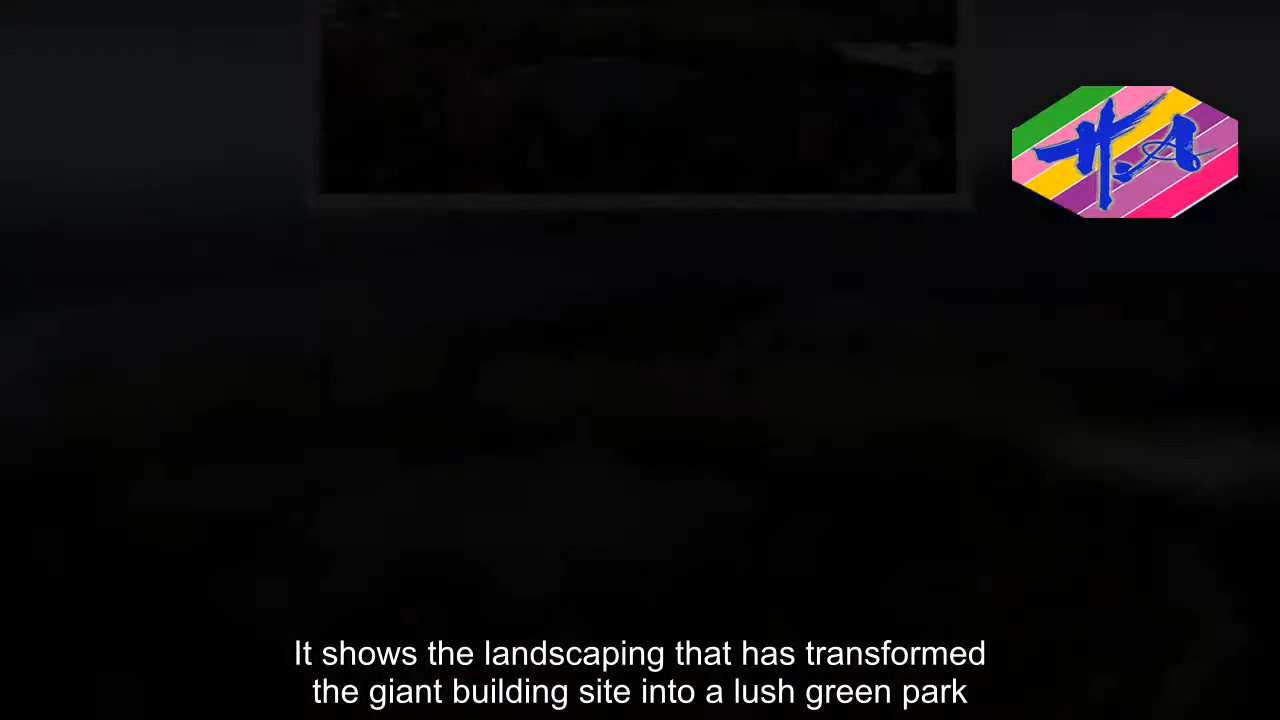 It shows the landscaping that has transformed
the giant building site into a lush green park